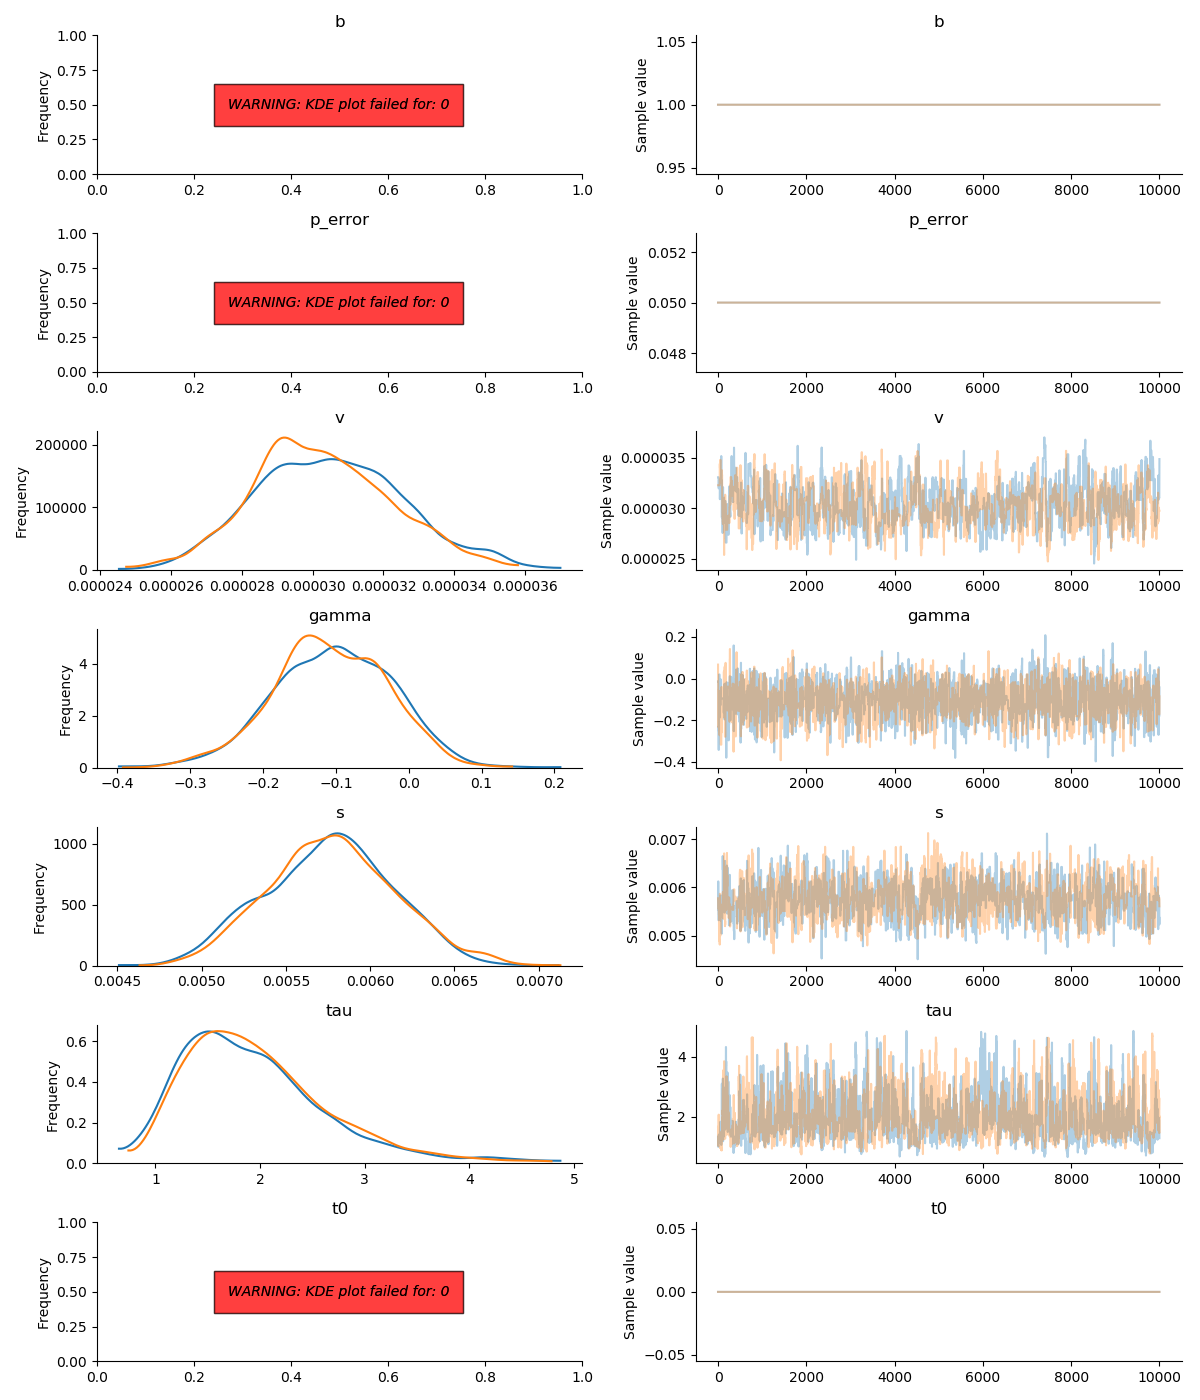 b
b
Frequency
1.00
0.75
0.50
0.25
0.00
WARNING: KDE plot failed for: 0
0.0 0.2 0.4 0.6 0.8 1.0
Sample value
1.05
1.00
0.95
0 2000 4000 6000 8000 10000
p_error
p_error
Frequency
1.00
0.75
0.50
0.25
0.00
WARNING: KDE plot failed for: 0
0.0 0.2 0.4 0.6 0.8 1.0
Sample value
0.052
0.050
0.048
0 2000 4000 6000 8000 10000
v
v
Frequency
200000
100000
0
0.000024 0.000026 0.000028 0.000030 0.000032 0.000034 0.000036
Sample value
0.000035
0.000030
0.000025
0 2000 4000 6000 8000 10000
gamma
gamma
Frequency
4
2
0
−0.4 −0.3 −0.2 −0.1 0.0 0.1 0.2
Sample value
0.2
0.0
−0.2
−0.4
0 2000 4000 6000 8000 10000
s
s
Frequency
1000
500
0
0.0045 0.0050 0.0055 0.0060 0.0065 0.0070
Sample value
0.007
0.006
0.005
0 2000 4000 6000 8000 10000
tau
tau
Frequency
0.6
0.4
0.2
0.0
1 2 3 4 5
Sample value
4
2
0 2000 4000 6000 8000 10000
t0
t0
Frequency
1.00
0.75
0.50
0.25
0.00
WARNING: KDE plot failed for: 0
0.0 0.2 0.4 0.6 0.8 1.0
Sample value
0.05
0.00
−0.05
0 2000 4000 6000 8000 10000